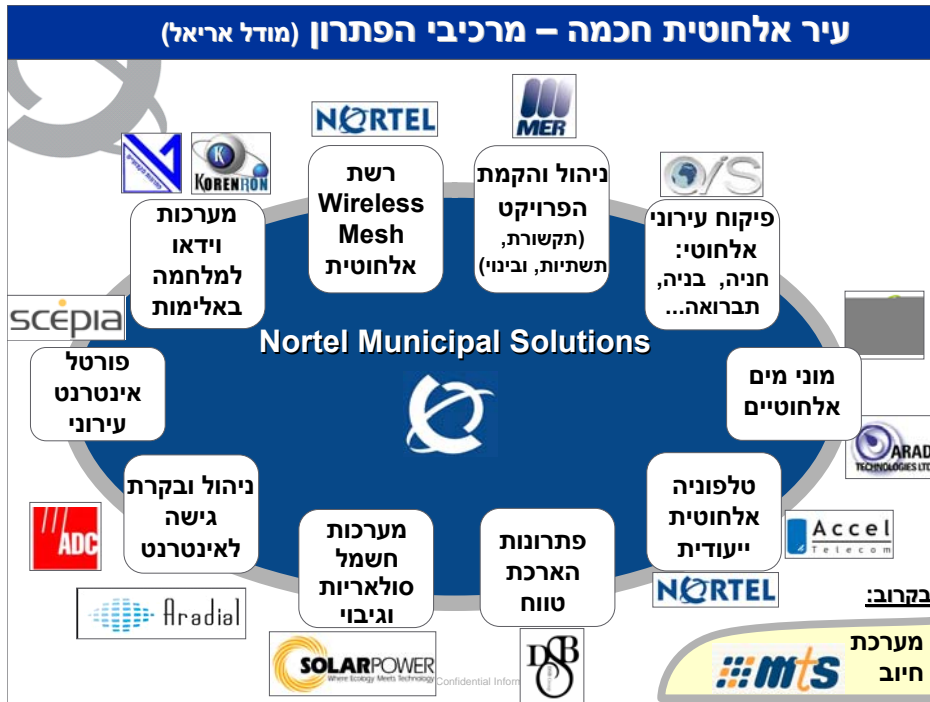 עיר אלחוטית חכמה – מרכיבי הפתרון (מודל אריאל)
NORTEL
MER
KORENRON
רשת
Wireless
Mesh
אלחוטית
ניהול והקמת
הפרויקט
(תקשורת,
תשתיות, ובינוי)
פיקוח עירוני
אלחוטי:
חניה, בניה,
תברואה...
מערכות
וידאו
למלחמה
באלימות
scepia
Nortel Municipal Solutions
פורטל
אינטרנט
עירוני
מוני מים
אלחוטיים
ARAD
TECHNOLOGIES LTD
ניהול ובקרת
גישה
לאינטרנט
מערכות
חשמל
סולאריות
וגיבוי
פתרונות
הארכת
טווח
טלפוניה
אלחוטית
ייעודית
ADC
Accel
Telecom
NORTEL
Aradial
SOLARPOWER
Where Ecology Meets Technology
Confidential Inform
DSB
בקרוב:
מערכת
חיוב
mts